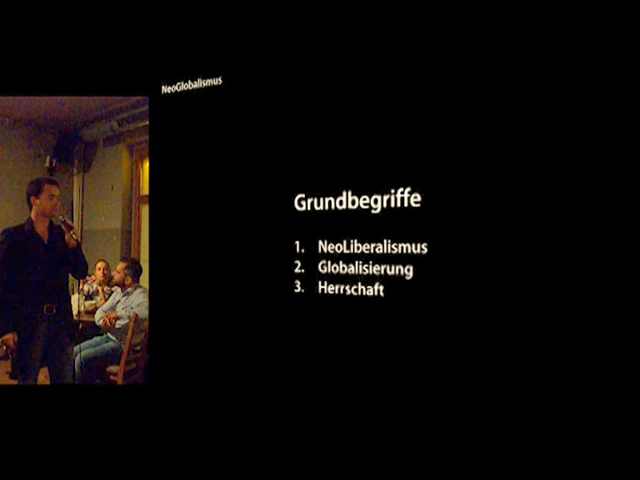 NeoGlobalismus
Grundbegriffe
1. NeoLiberalismus
2. Globalisierung
3. Herrschaft